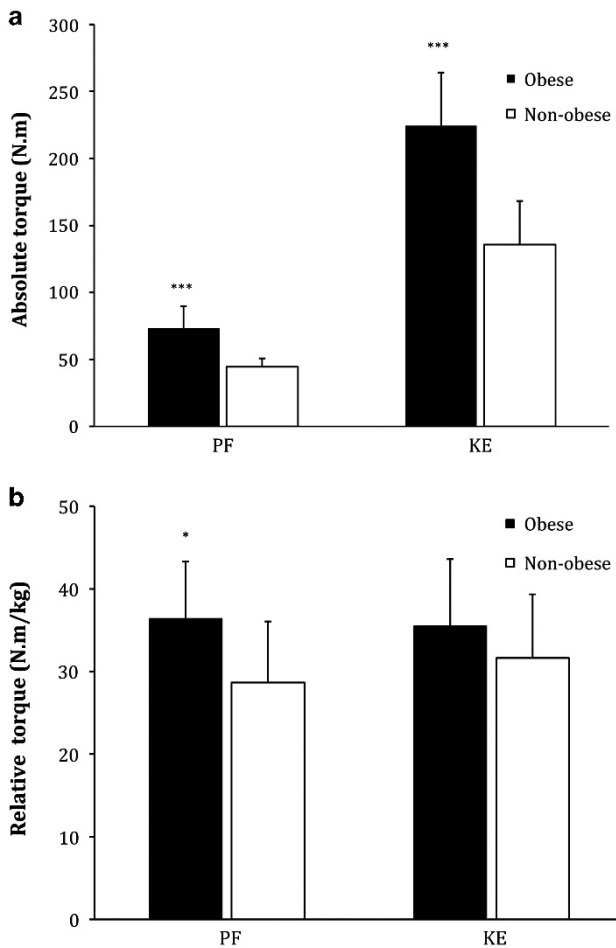 a
Absolute torque (N.m)
300
250
200
150
100
50
0
***
***
Obese
Non-obese
PF KE
b
Relative torque (N.m/kg)
50
40
30
20
10
0
*
Obese
Non-obese
PF KE